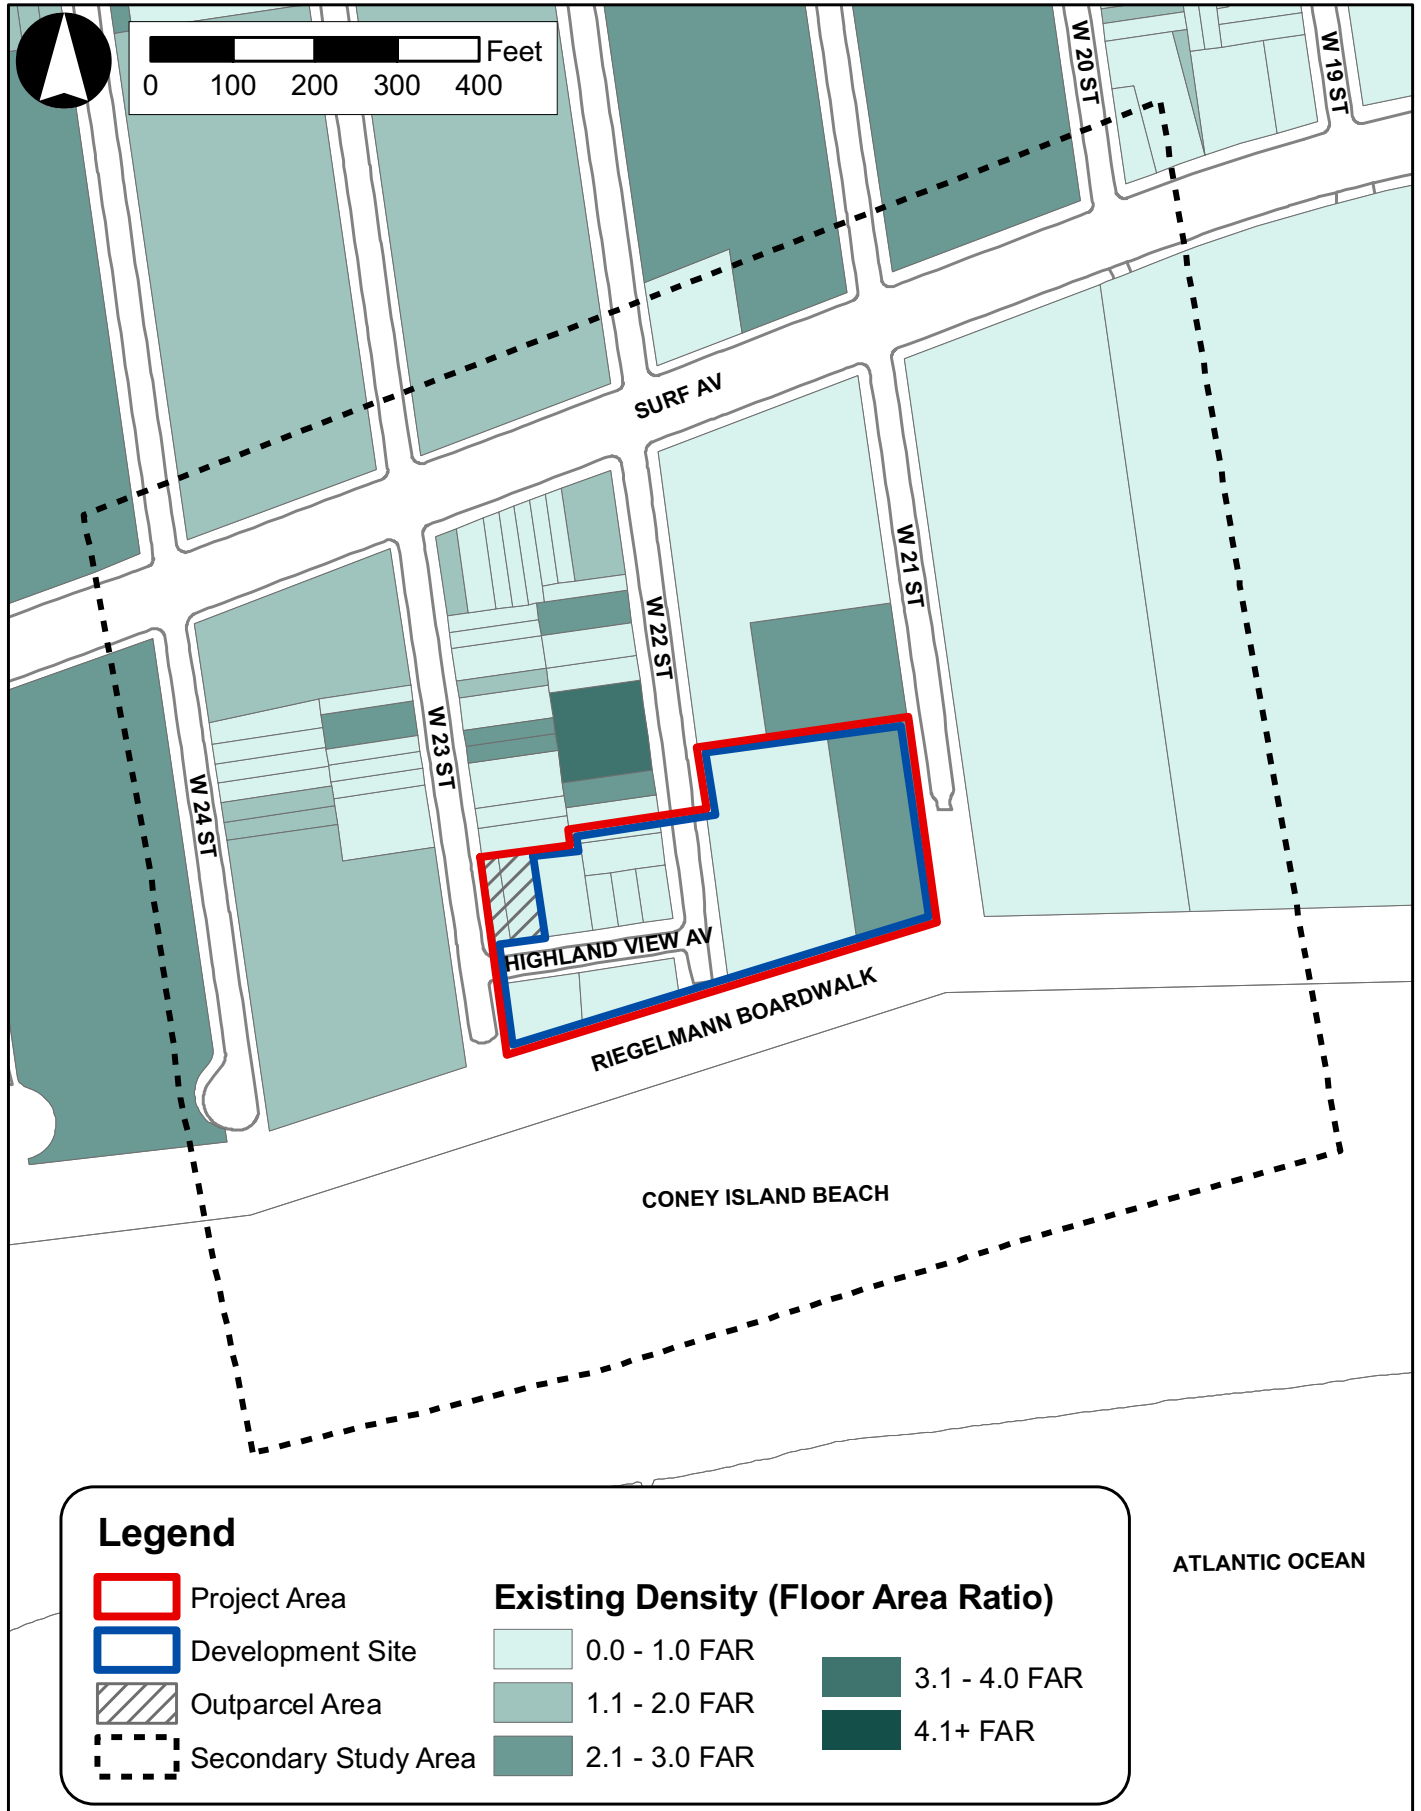 Feet
0 100 200 300 400
W 20 ST
W 19 ST
SURF AV
W 21 ST
W 22 ST
W 23 ST
W 24 ST
HIGHLAND VIEW AV
RIEGELMANN BOARDWALK
CONEY ISLAND BEACH
ATLANTIC OCEAN
Legend
Project Area
Development Site
Outparcel Area
Secondary Study Area
Existing Density (Floor Area Ratio)
0.0 - 1.0 FAR
1.1 - 2.0 FAR
2.1 - 3.0 FAR
3.1 - 4.0 FAR
4.1+ FAR